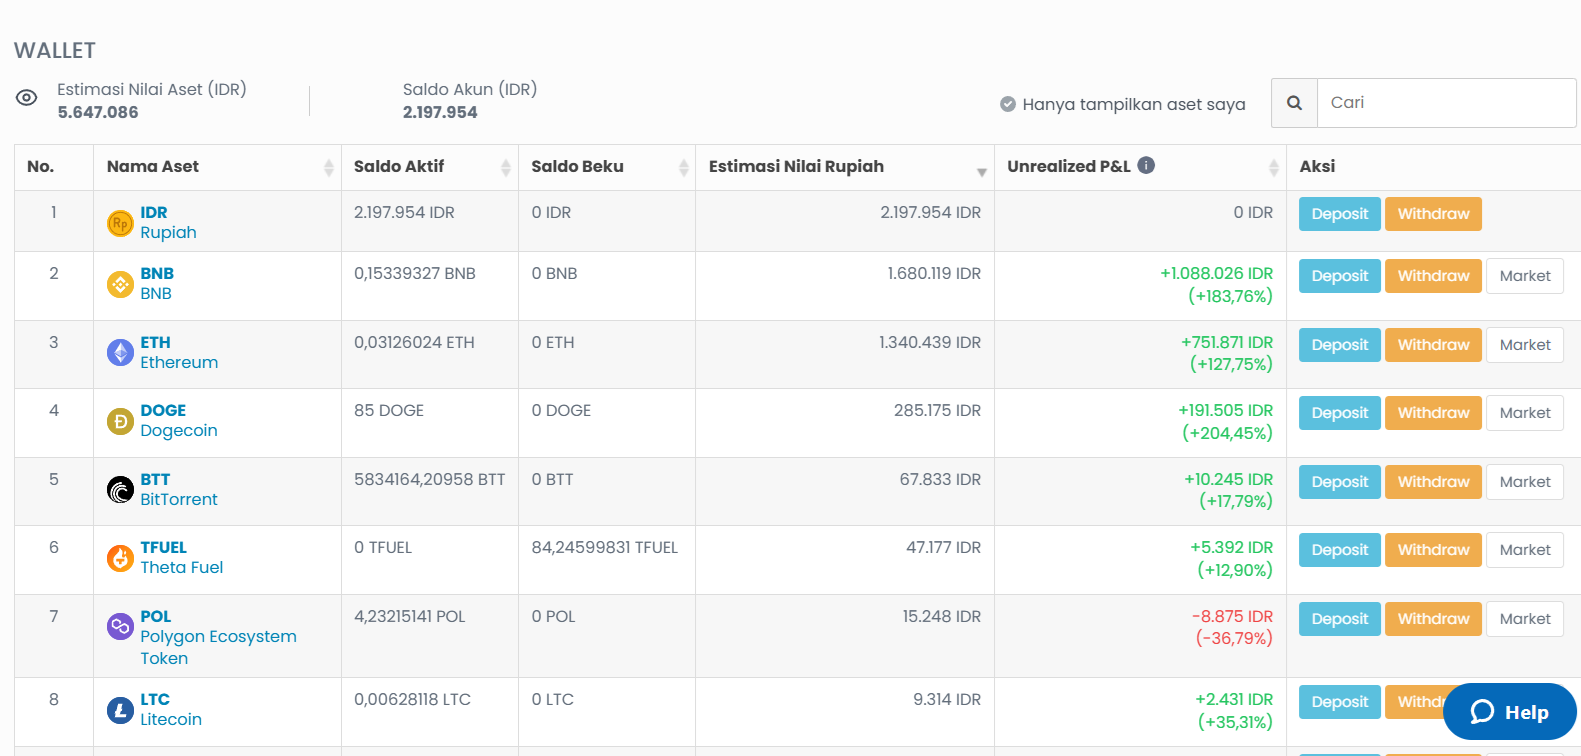 WALLET
Estimasi Nilai Aset (IDR)
5.647.086
Saldo Akun (IDR)
2.197.954
Hanya tampilkan aset saya
Cari
No. Nama Aset Saldo Aktif Saldo Beku Estimasi Nilai Rupiah Unrealized P&L Aksi
1 IDR 2.197.954 IDR 0 IDR 2.197.954 IDR 0 IDR Deposit Withdraw
Rp Rupiah
2 BNB 0,15339327 BNB 0 BNB 1.680.119 IDR +1.088.026 IDR Deposit Withdraw Market
BNB (+183,76%)
3 ETH 0,03126024 ETH 0 ETH 1.340.439 IDR +751.871 IDR Deposit Withdraw Market
Ethereum (+127,75%)
4 DOGE 85 DOGE 0 DOGE 285.175 IDR +191.505 IDR Deposit Withdraw Market
Dogecoin (+204,45%)
5 BTT 5834164,20958 BTT 0 BTT 67.833 IDR +10.245 IDR Deposit Withdraw Market
BitTorrent (+17,79%)
6 TFUEL 0 TFUEL 84,24599831 TFUEL 47.177 IDR +5.392 IDR Deposit Withdraw Market
Theta Fuel (+12,90%)
7 POL 4,23215141 POL 0 POL 15.248 IDR -8.875 IDR Deposit Withdraw Market
Polygon Ecosystem (-36,79%)
Token
8 LTC 0,00628118 LTC 0 LTC 9.314 IDR +2.431 IDR Deposit
Litecoin (+35,31%)
Help